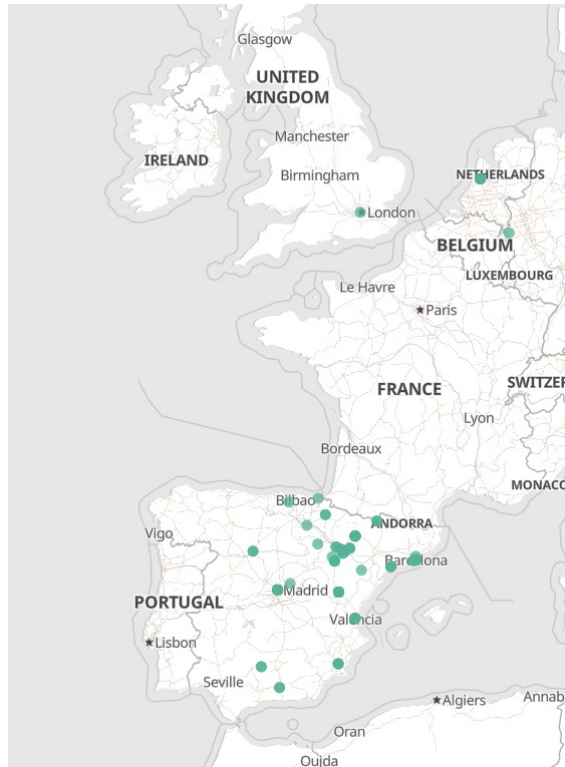 Glasgow
UNITED
KINGDOM
Manchester
IRELAND
Birmingham
NETHERLANDS
London
BELGIUM
LUXEMBOURG
Le Havre
Paris
FRANCE
SWITZER
Lyon
Bordeaux
MONACO
Bilbao
ANDORRA
Vigo
Barcelona
Madrid
PORTUGAL
Valencia
Lisbon
Seville
Algiers
Annab
Oran
Oujda